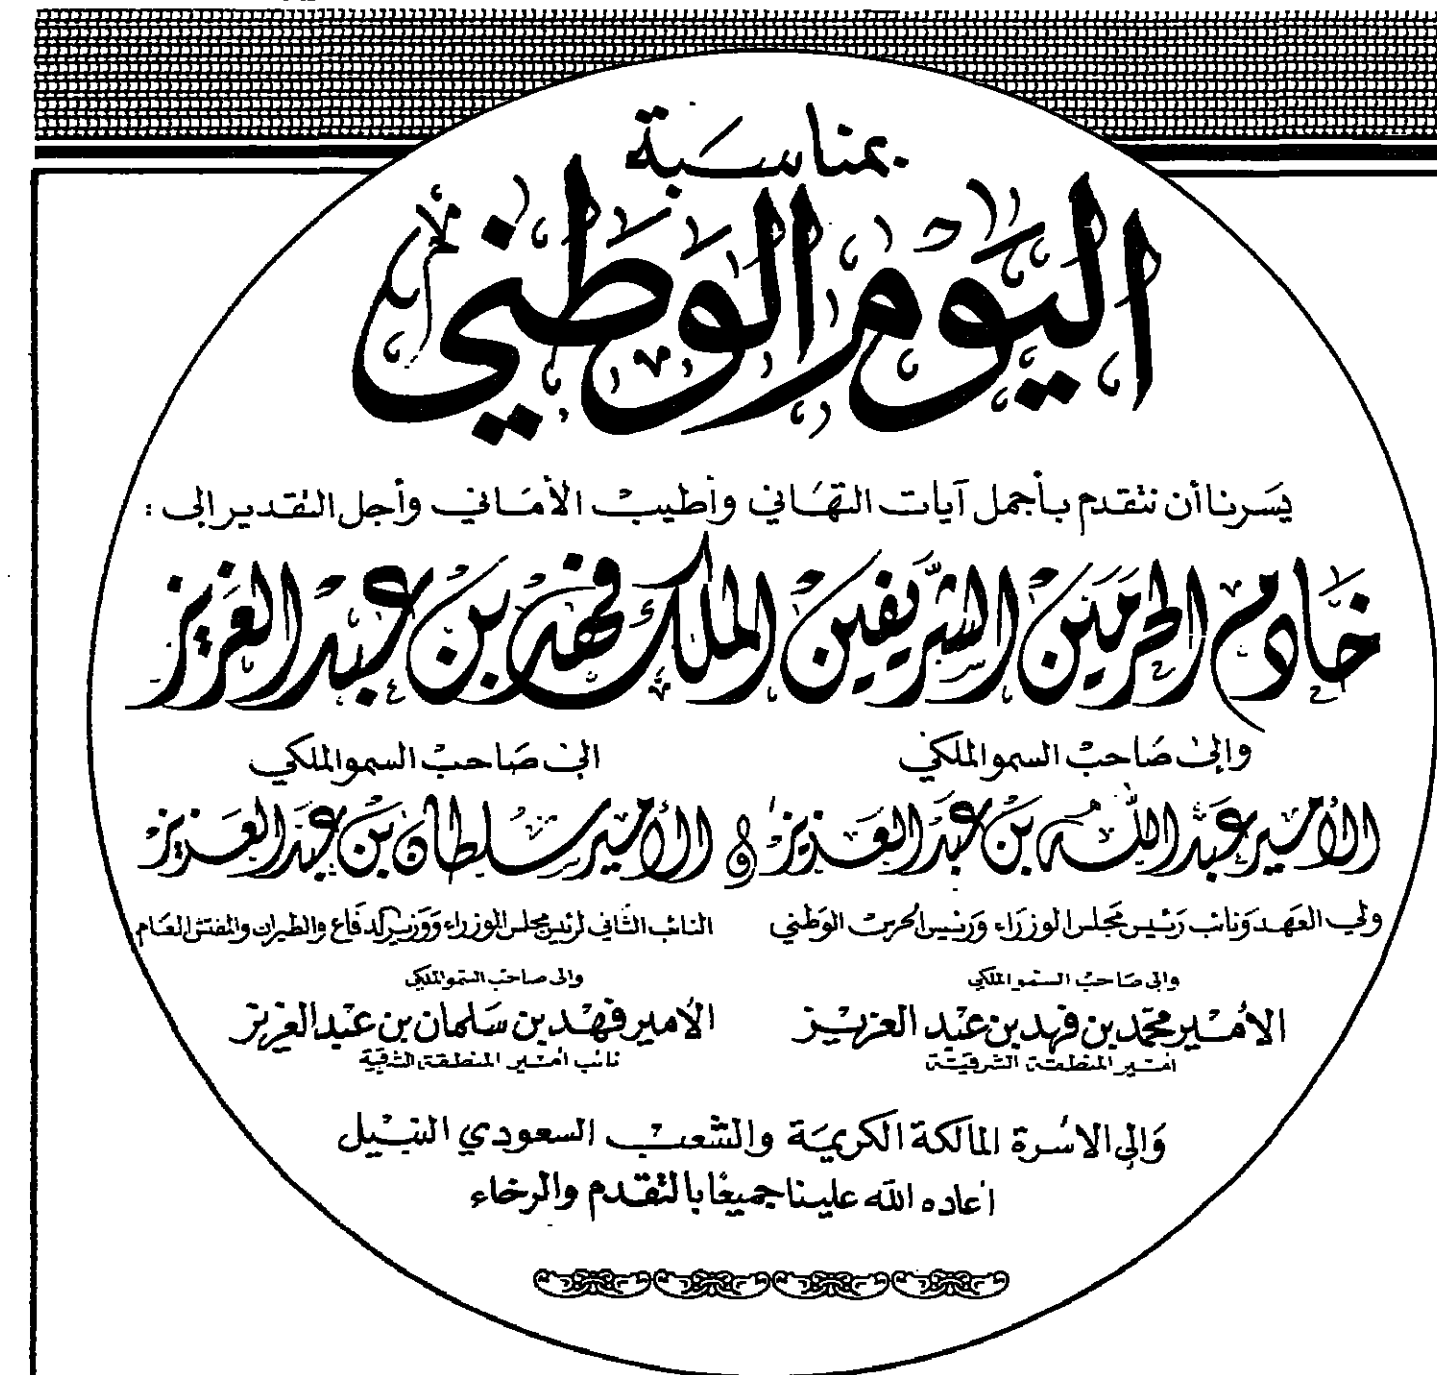 بمناسبة
اليوم الوطني
يسرنا أن نتقدم بأجمل آيات التهاني وأطيب الأماني وأجل التقدير إلى :
خادم الحرمين الشريفين الملك فهد بن عبد العزيز
وإلى صاحب السمو الملكي
الأمير عبد الله بن عبد العزيز و
ولي العهد ونائب رئيس مجلس الوزراء ورئيس الحرس الوطني
الى صاحب السمو الملكي
الأمير سلطان بن عبد العزيز
النائب الثاني لرئيس مجلس الوزراء ووزير الدفاع والطيران والمفتش العام
والى صاحب السمو الملكي
الأمير محمد بن فهد بن عبد العزيز
أمير المنطقة الشرقية
والى صاحب السمو الملكي
الأمير فهد بن سلمان بن عبد العزيز
نائب أمير المنطقة الشرقية
وإلى الأسرة المالكة الكريمة والشعب السعودي النبيل
أعاده الله علينا جميعا بالتقدم والرخاء